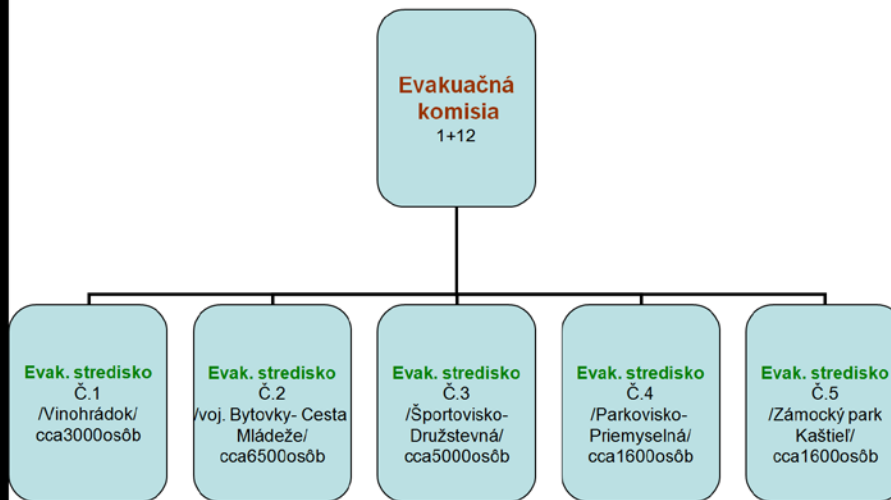 Evakuačná
komisia
1+12
Evak. stredisko
Č.1
/Vinohrádok/
cca3000osôb
Evak. stredisko
Č.2
/voj. Bytovky- Cesta
Mládeže/
cca6500osôb
Evak. stredisko
Č.3
/Športovisko-
Družstevná/
cca5000osôb
Evak. stredisko
Č.4
/Parkovisko-
Priemyselná/
cca1600osôb
Evak. stredisko
Č.5
/Zámocký park
Kaštieľ/
cca1600osôb